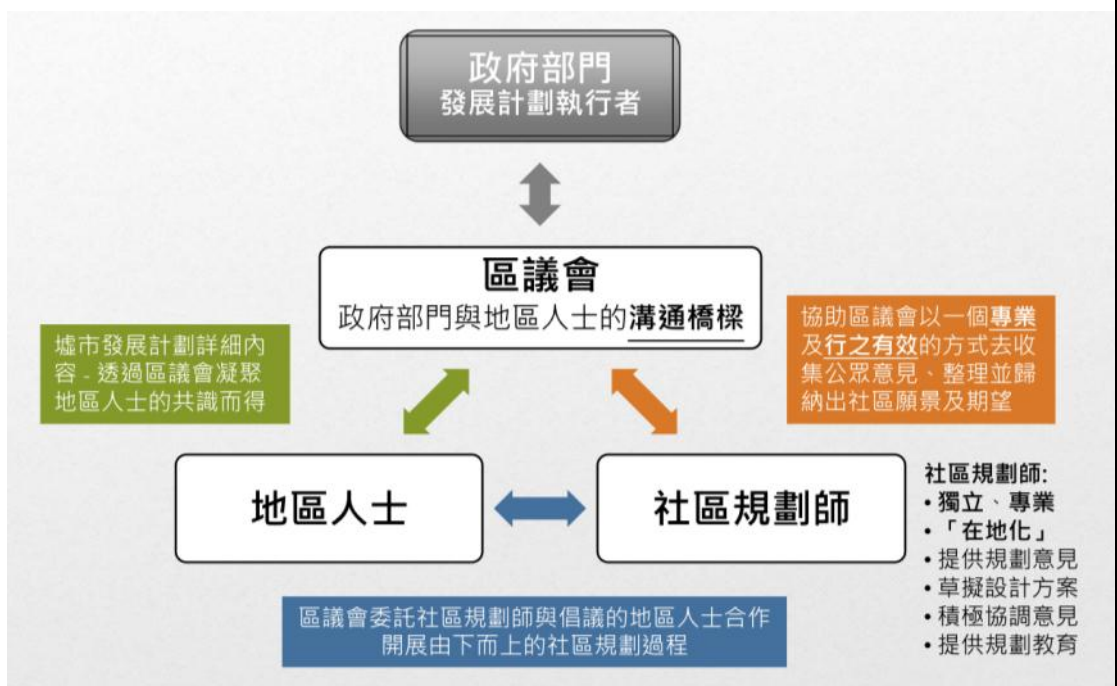 政府部門
發展計劃執行者
區議會
政府部門與地區人士的溝通橋樑
墟市發展計劃詳細內
容 - 透過區議會凝聚
地區人士的共識而得
協助區議會以一個專業
及行之有效的方式去收
集公眾意見、整理並歸
納出社區願景及期望
地區人士
社區規劃師
社區規劃師:
• 獨立、專業
• 「在地化」
• 提供規劃意見
• 草擬設計方案
• 積極協調意見
• 提供規劃教育
區議會委託社區規劃師與倡議的地區人士合作
開展由下而上的社區規劃過程